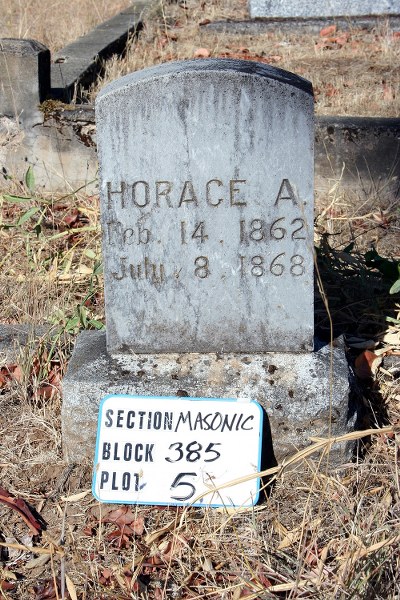 HORACE A.
Feb. 14. 1862
July. 8. 1868
SECTION MASONIC
BLOCK 385
PLOT 5